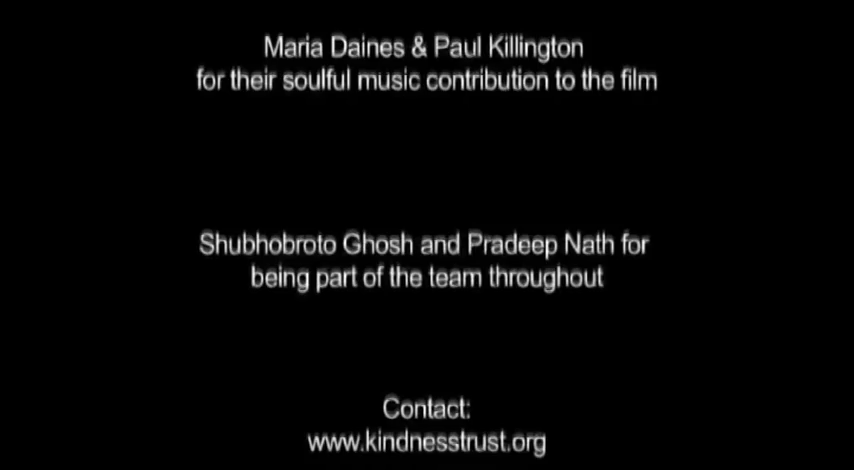 Maria Daines & Paul Killington
for their soulful music contribution to the film
Shubhobroto Ghosh and Pradeep Nath for
being part of the team throughout
Contact:
www.kindnesstrust.org